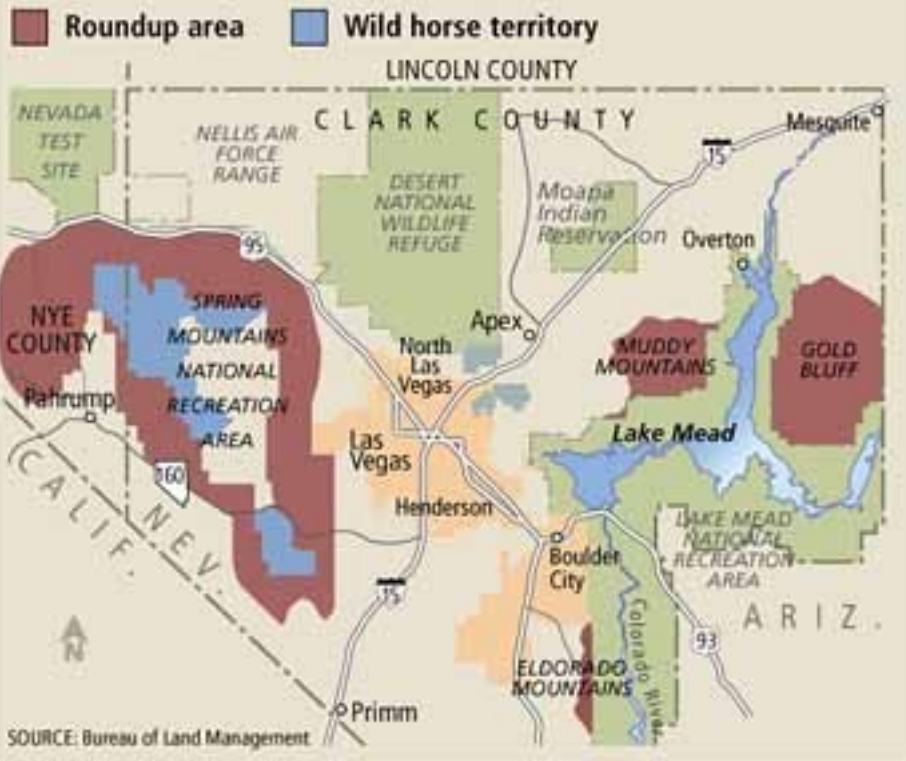 Roundup area
Wild horse territory
LINCOLN COUNTY
CLARK COUNTY
NEVADA
TEST
SITE
NELLIS AIR
FORCE
RANGE
DESERT
NATIONAL
WILDLIFE
REFUGE
Moapa
Indian
Reservation
Mesquite
15
Overton
95
NYE
COUNTY
SPRING
MOUNTAINS
NATIONAL
RECREATION
AREA
Apex
North
Las
Vegas
MUDDY
MOUNTAINS
GOLD
BLUFF
Pahrump
Las
Vegas
Lake Mead
160
Henderson
CALIF.
NEV.
LAKE MEAD
NATIONAL
RECREATION
AREA
Boulder
City
15
ARIZ.
Colorado River
93
N
ELDORADO
MOUNTAINS
Primm
SOURCE: Bureau of Land Management